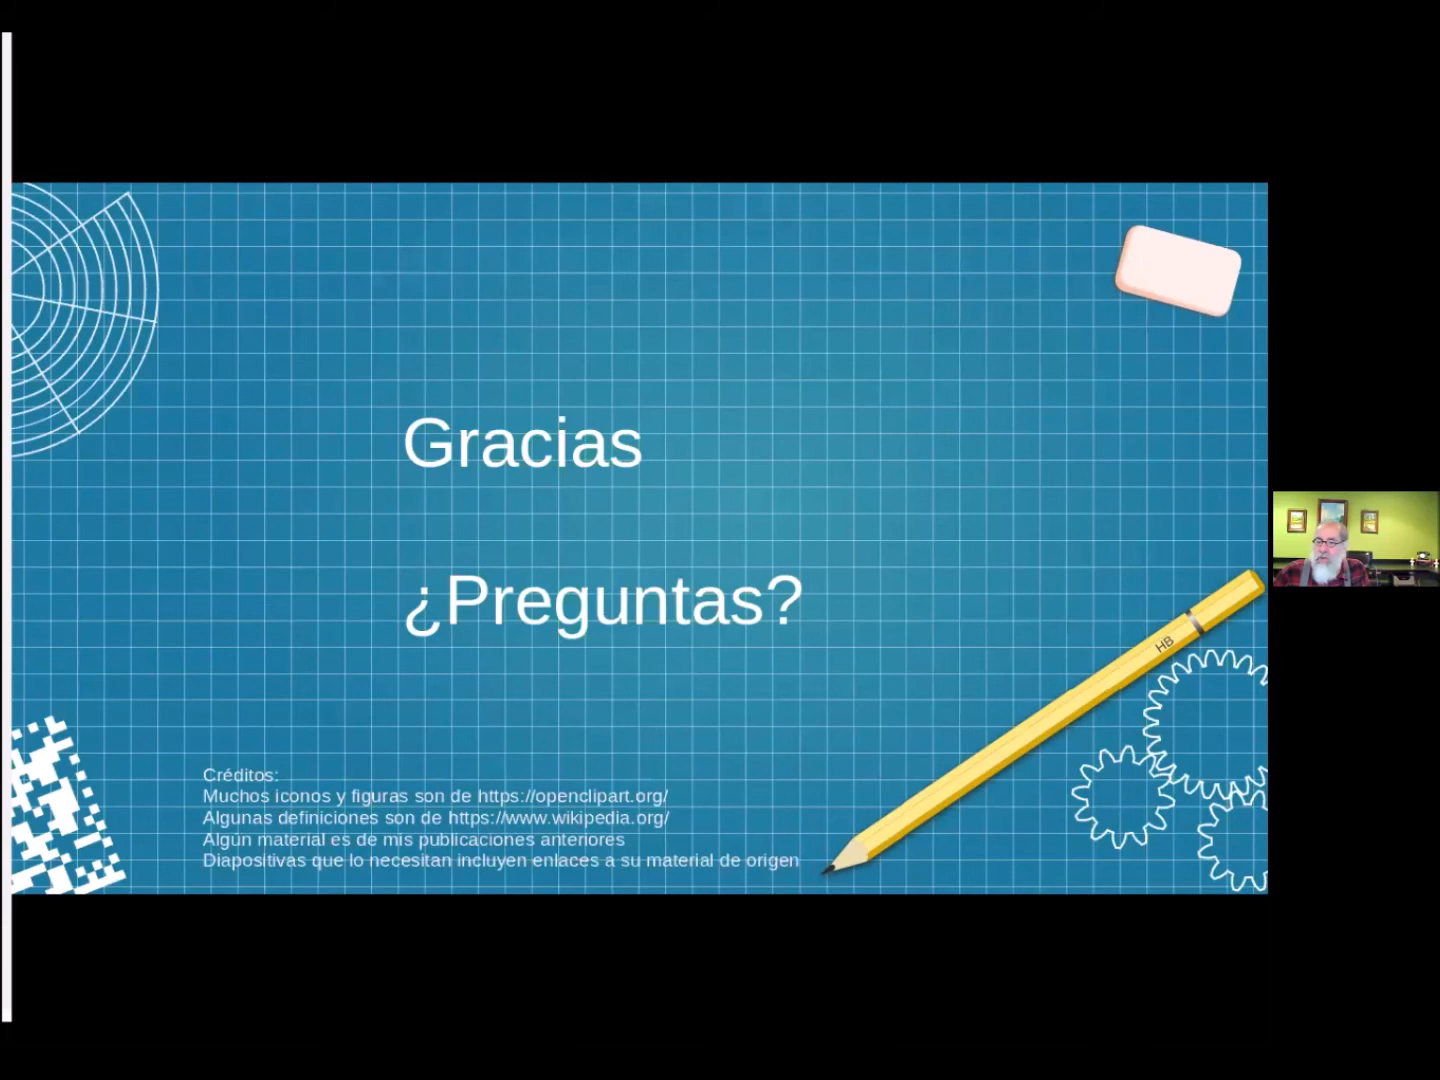 Gracias
¿Preguntas?
HB
Créditos:
Muchos iconos y figuras son de https://openclipart.org/
Algunas definiciones son de https://www.wikipedia.org/
Algún material es de mis publicaciones anteriores
Diapositivas que lo necesitan incluyen enlaces a su material de origen